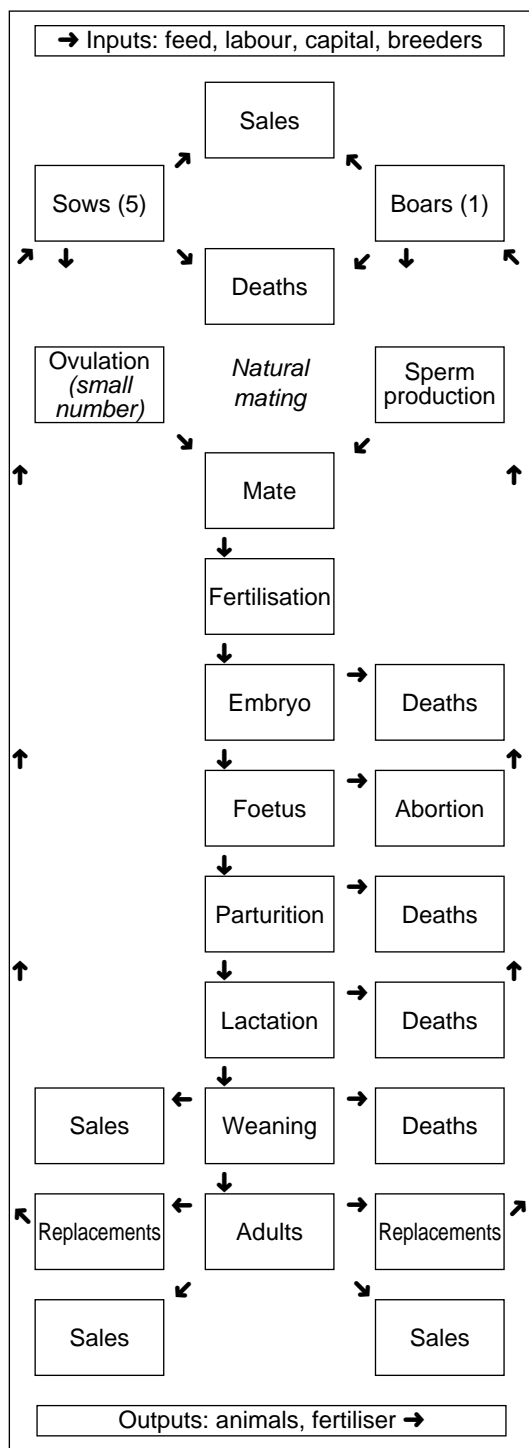 ➔ Inputs: feed, labour, capital, breeders
Sales
Sows (5)
Boars (1)
Deaths
Ovulation
(small
number)
Natural
mating
Sperm
production
Mate
Fertilisation
Embryo
Deaths
Foetus
Abortion
Parturition
Deaths
Lactation
Deaths
Sales
Weaning
Deaths
Replacements
Adults
Replacements
Sales
Sales
Outputs: animals, fertiliser ➔